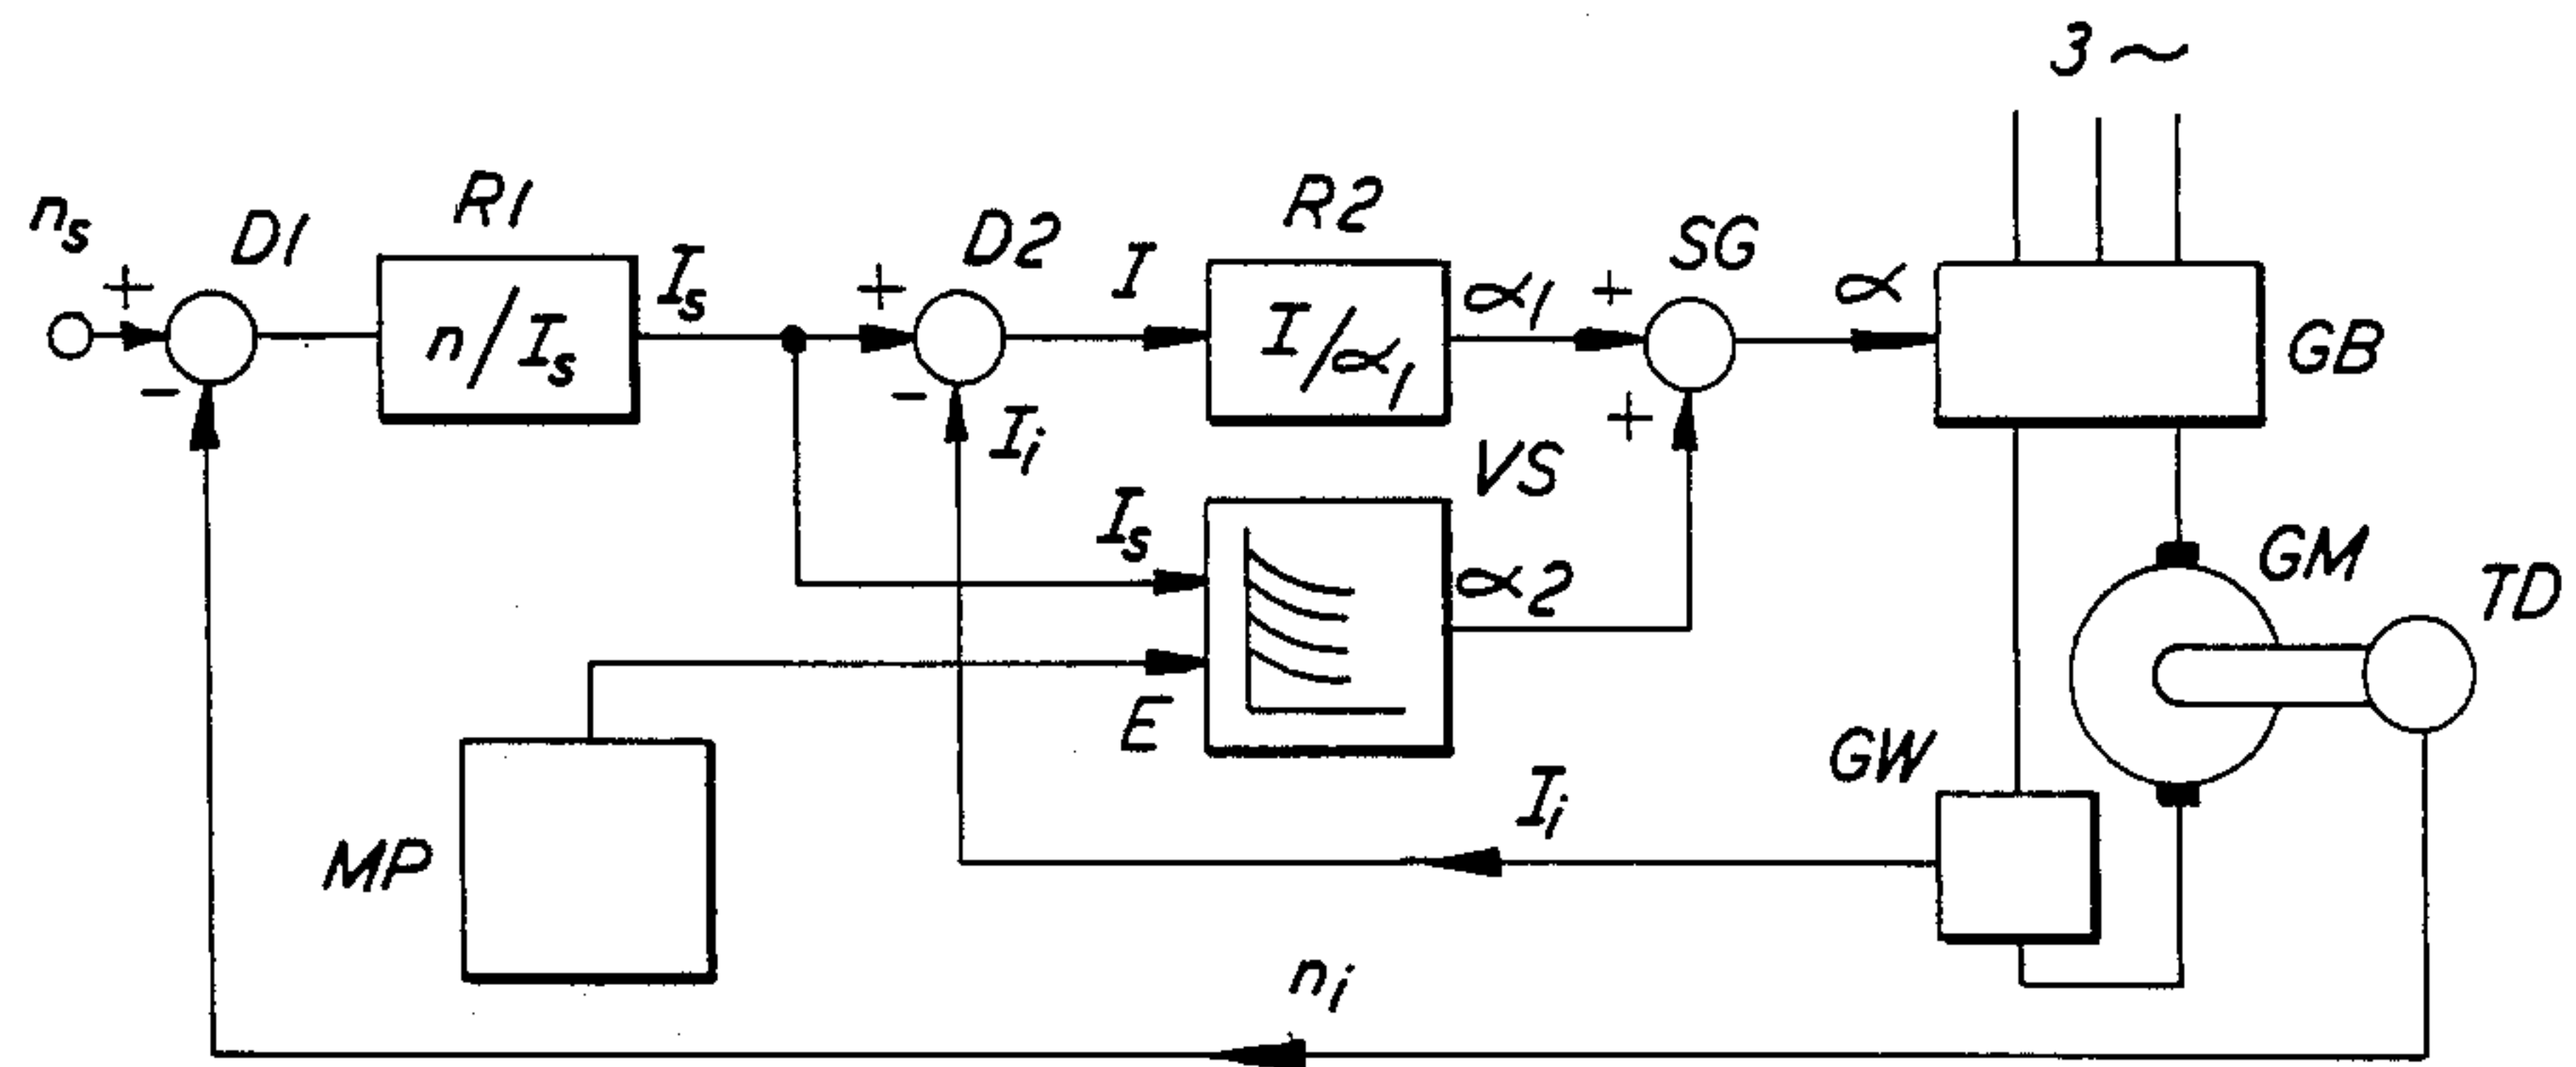 3 ~
n_s
+
D1
-
R1
n/I_s
I_s
+
D2
-
I_i
I
R2
I/α_1
α_1
+
SG
+
α
GB
I_s
E
VS
α2
GM
TD
GW
I_i
MP
n_i